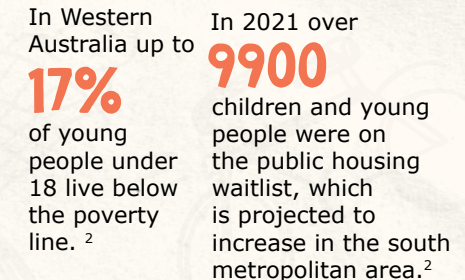 In Western
Australia up to
17%
of young
people under
18 live below
the poverty
line. 2
In 2021 over
9900
children and young
people were on
the public housing
waitlist, which
is projected to
increase in the south
metropolitan area.2